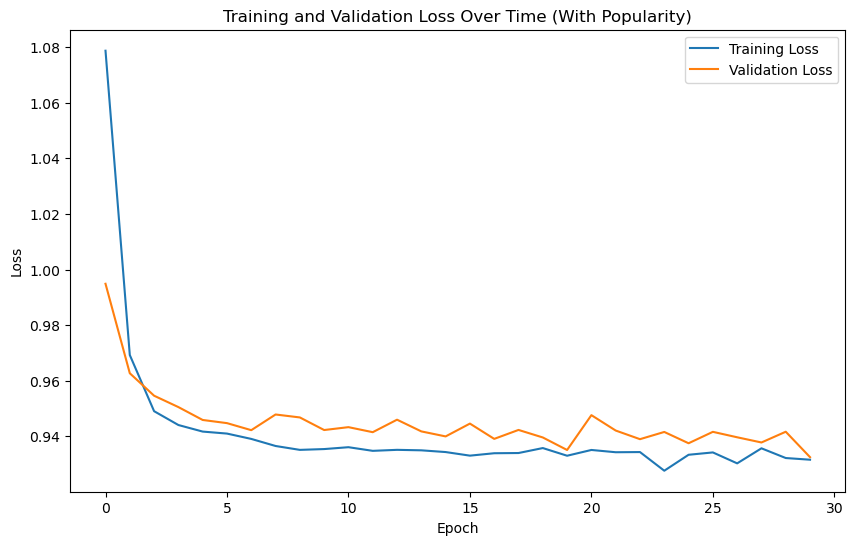 Training and Validation Loss Over Time (With Popularity)
Training Loss
Validation Loss
1.08
1.06
1.04
1.02
1.00
0.98
0.96
0.94
Loss
0 5 10 15 20 25 30
Epoch